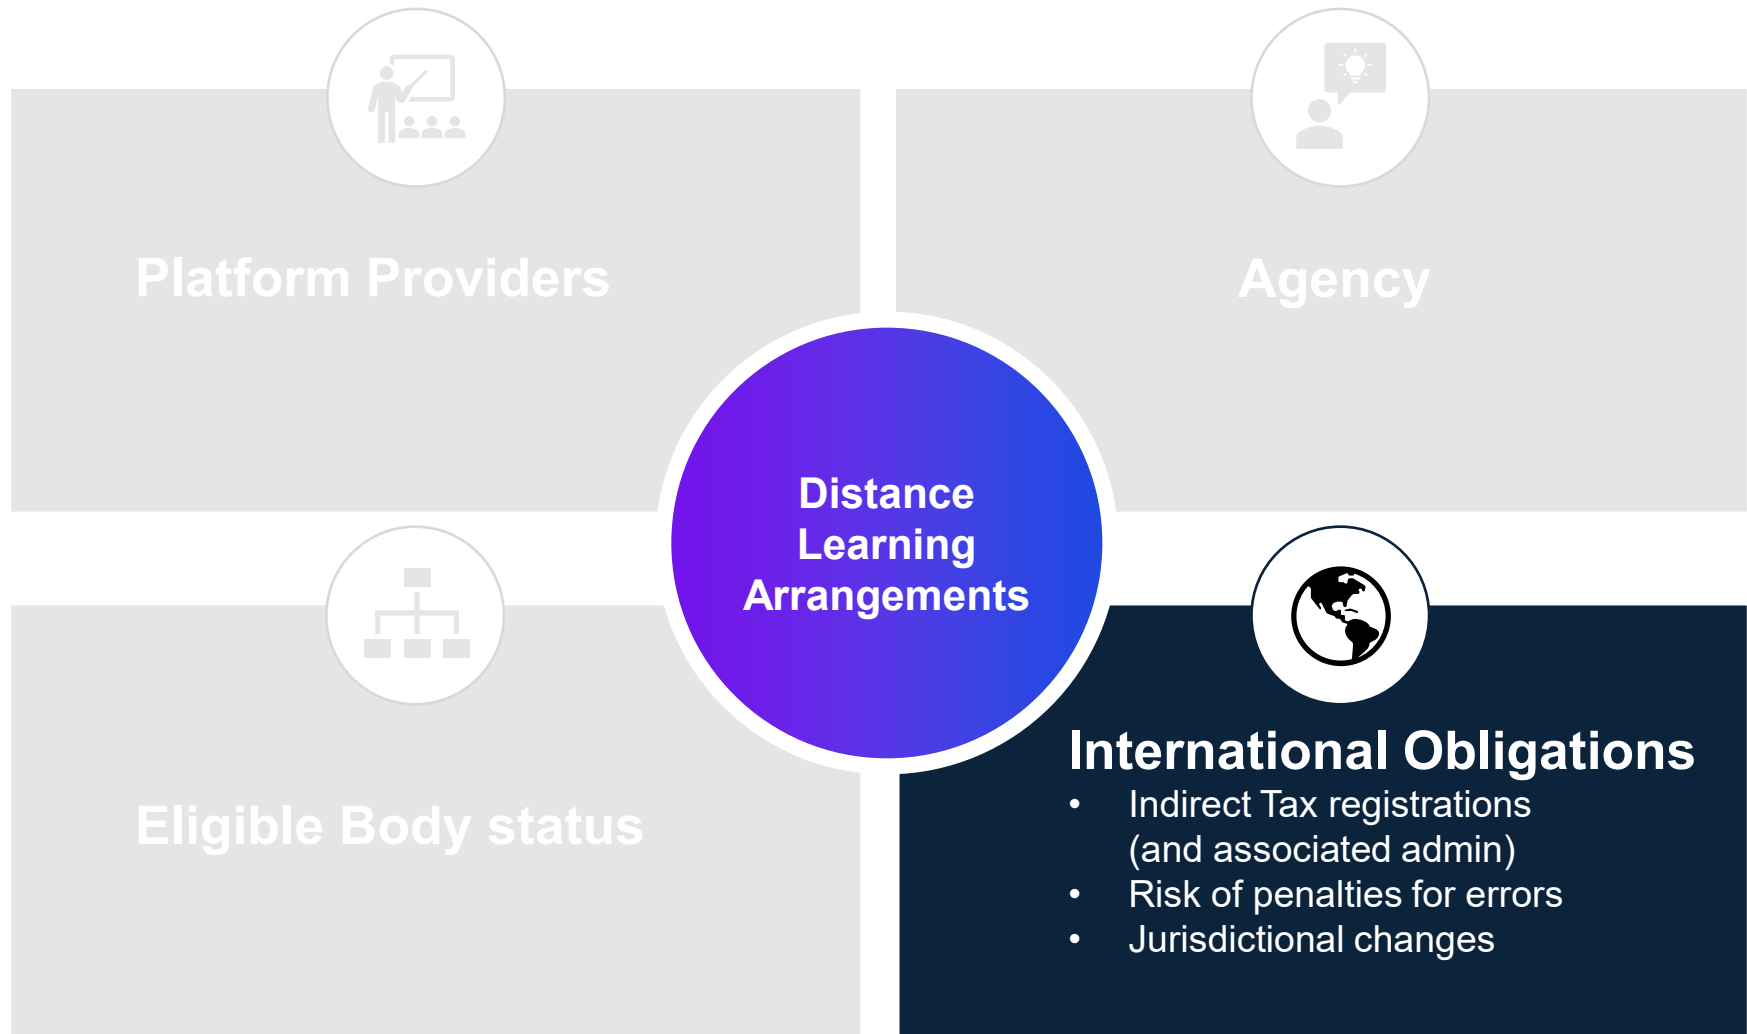 Platform Providers
Agency
Distance
Learning
Arrangements
Eligible Body status
International Obligations
• Indirect Tax registrations
(and associated admin)
• Risk of penalties for errors
• Jurisdictional changes